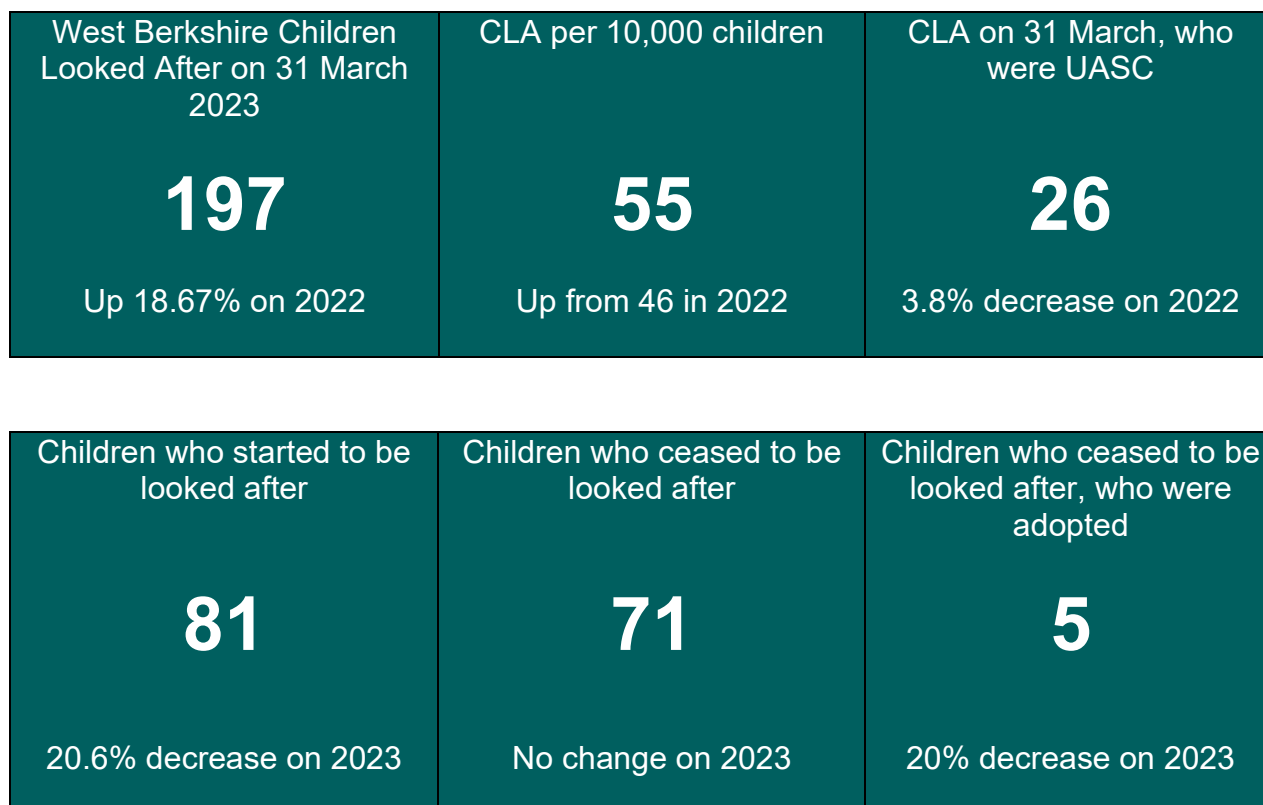 West Berkshire Children
Looked After on 31 March
2023
197
Up 18.67% on 2022
CLA per 10,000 children
55
Up from 46 in 2022
CLA on 31 March, who
were UASC
26
3.8% decrease on 2022
Children who started to be
looked after
81
20.6% decrease on 2023
Children who ceased to be
looked after
71
No change on 2023
Children who ceased to be
looked after, who were
adopted
5
20% decrease on 2023